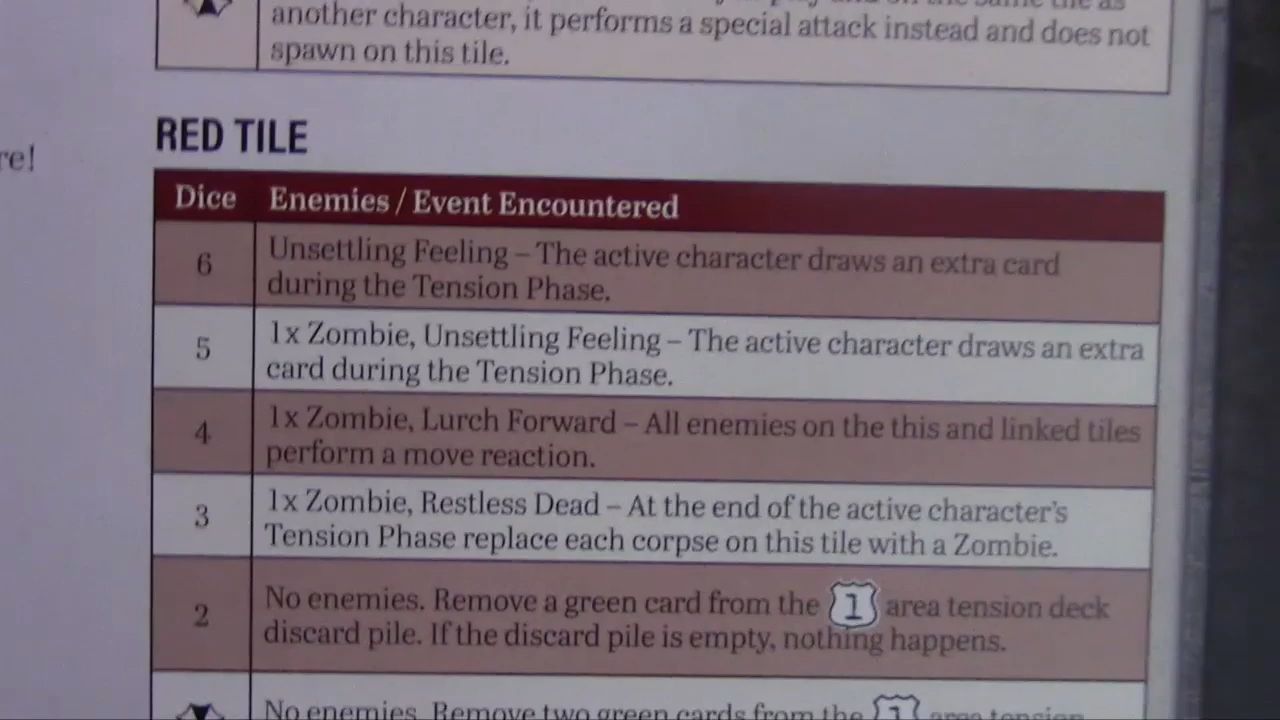 another character, it performs a special attack instead and does not
spawn on this tile.
re!
RED TILE
Dice Enemies / Event Encountered
6 Unsettling Feeling – The active character draws an extra card
during the Tension Phase.
5 1x Zombie, Unsettling Feeling – The active character draws an extra
card during the Tension Phase.
4 1x Zombie, Lurch Forward – All enemies on the this and linked tiles
perform a move reaction.
3 1x Zombie, Restless Dead – At the end of the active character's
Tension Phase replace each corpse on this tile with a Zombie.
2 No enemies. Remove a green card from the 1 area tension deck
discard pile. If the discard pile is empty, nothing happens.
No enemies. Remove two green cards from the 1 area tension